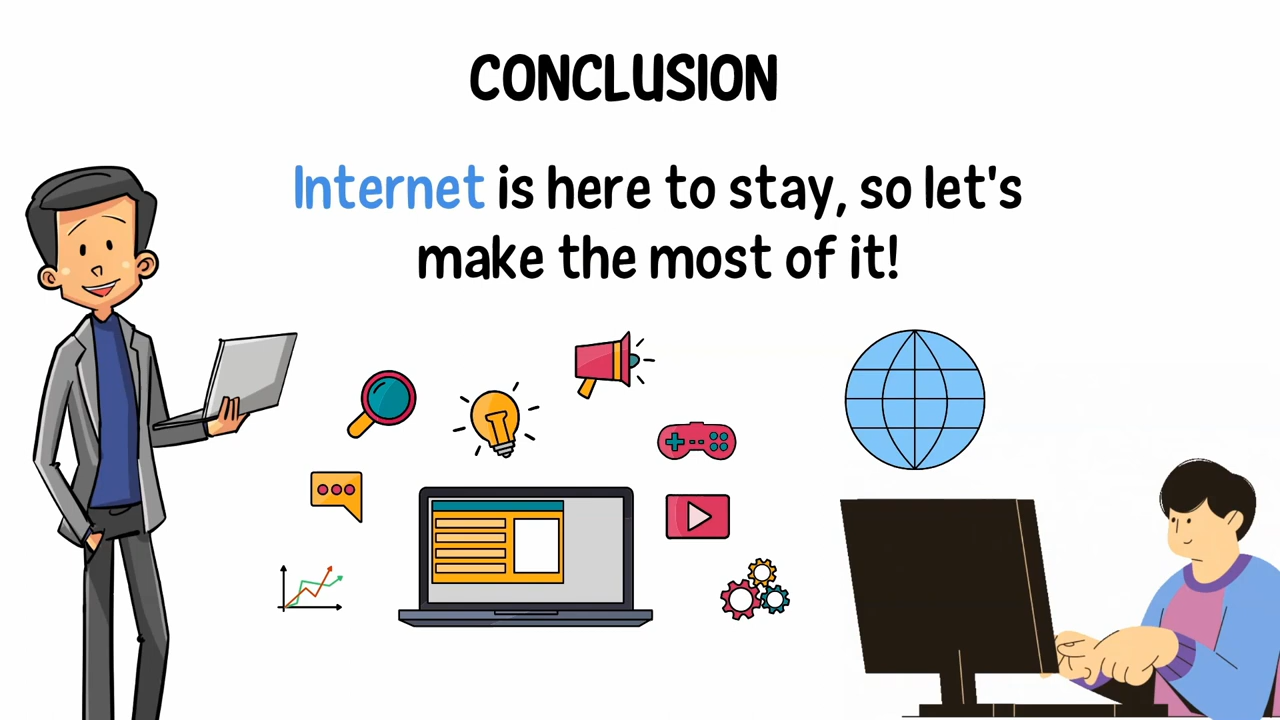 CONCLUSION
Internet is here to stay, so let's
make the most of it!